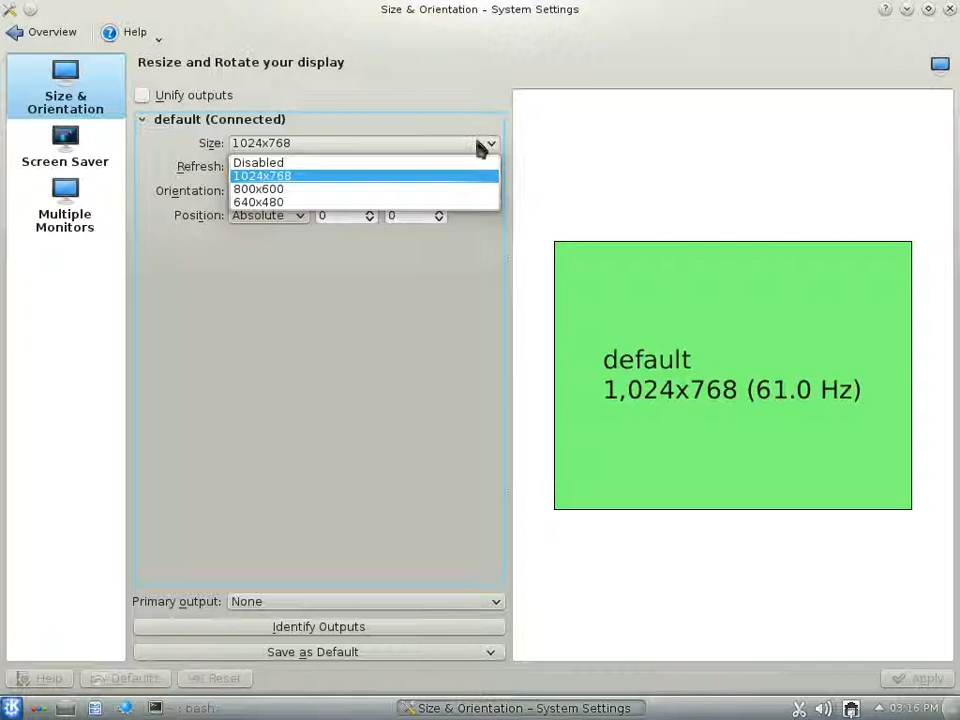 Size & Orientation – System Settings
Overview
Help
Resize and Rotate your display
Size & Orientation
Screen Saver
Multiple Monitors
Unify outputs
default (Connected)
Size: 1024x768
Disabled
1024x768
800x600
640x480
Refresh:
Orientation:
Position: Absolute 0 0
default
1,024x768 (61.0 Hz)
Primary output: None
Identify Outputs
Save as Default
Help Defaults Reset Apply
: bash
Size & Orientation – System Settings
03:16 PM